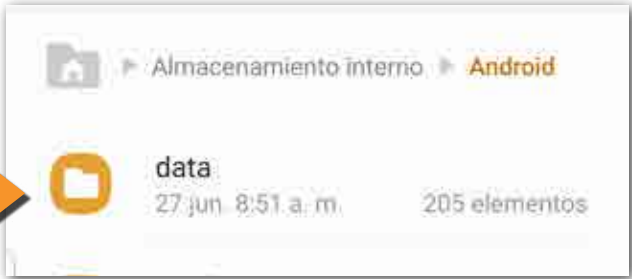 Almacenamiento interno Android
data
27 jun. 8:51 a. m. 205 elementos